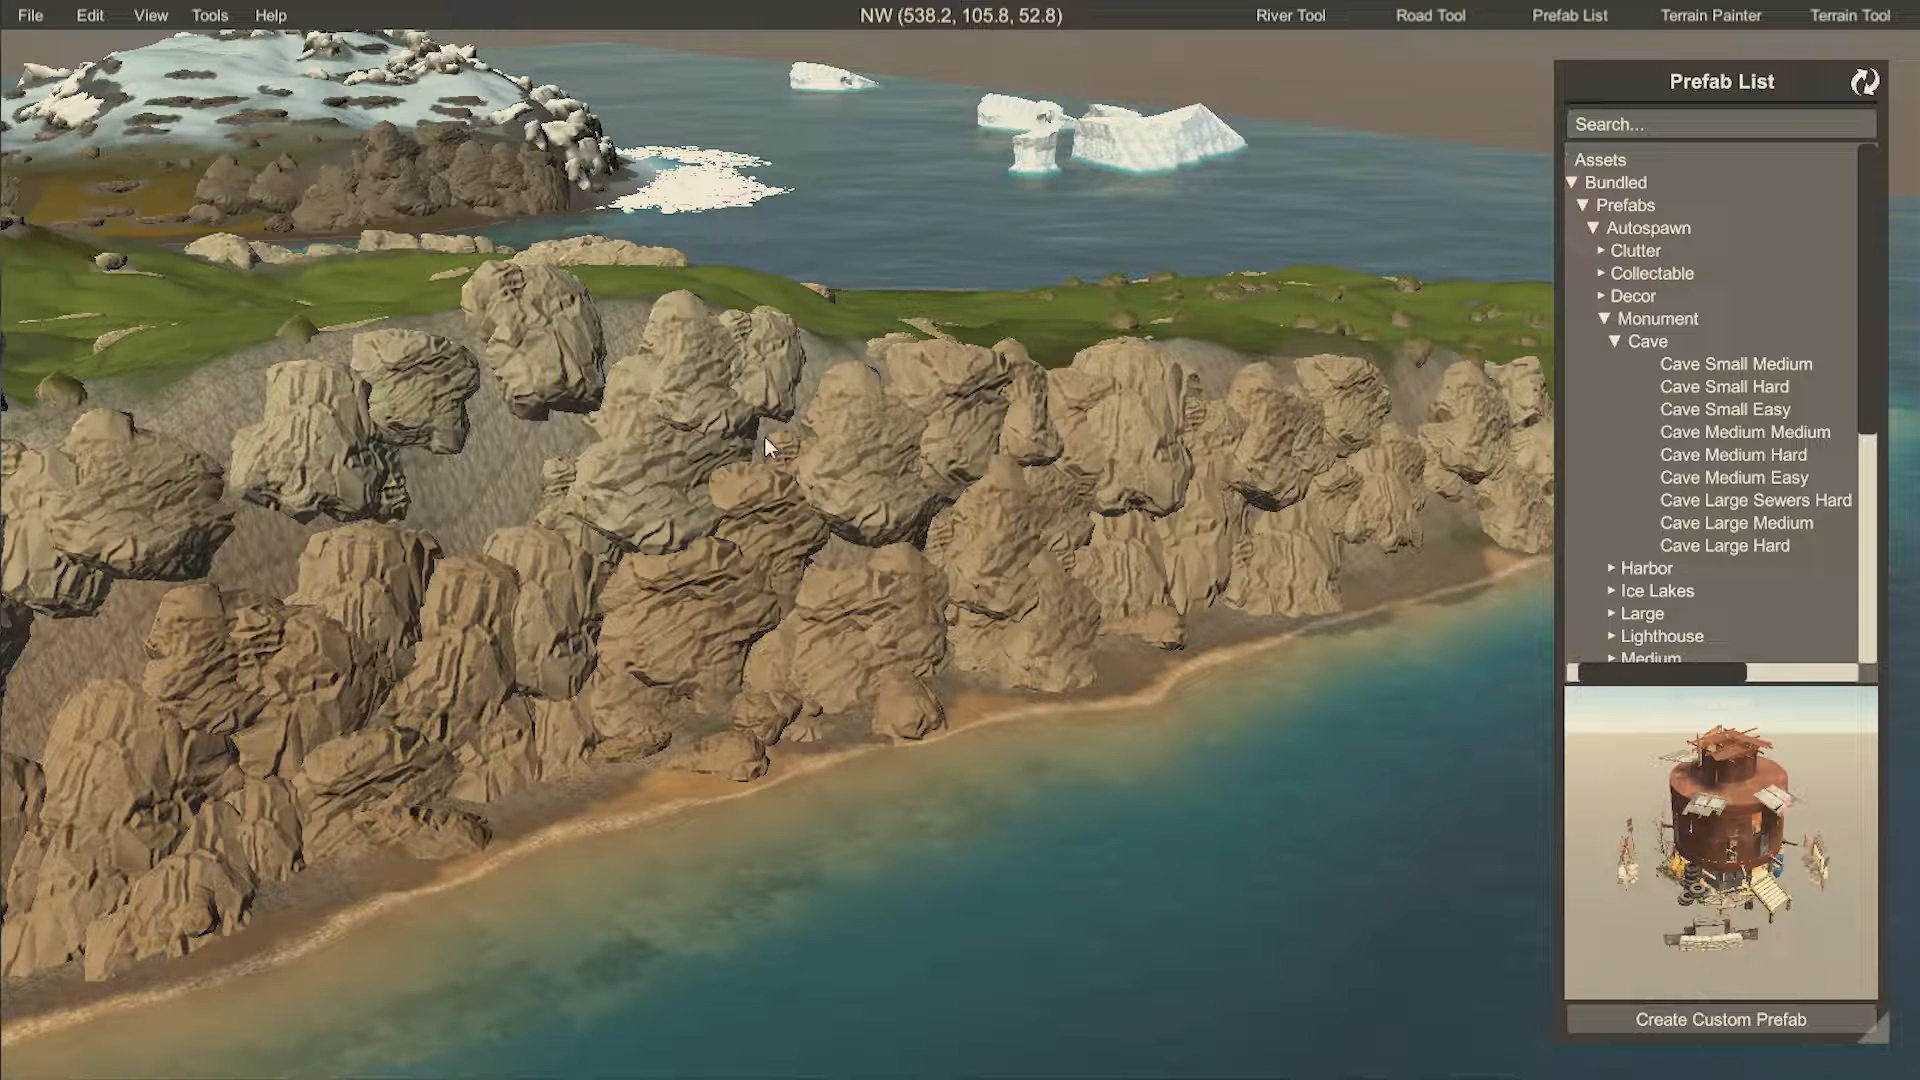 File Edit View Tools Help NW (538.2, 105.8, 52.8) River Tool Road Tool Prefab List Terrain Painter Terrain Tool
Prefab List
Search...
Assets
Bundled
Prefabs
Autospawn
Clutter
Collectable
Decor
Monument
Cave
Cave Small Medium
Cave Small Hard
Cave Small Easy
Cave Medium Medium
Cave Medium Hard
Cave Medium Easy
Cave Large Sewers Hard
Cave Large Medium
Cave Large Hard
Harbor
Ice Lakes
Large
Lighthouse
Medium
Create Custom Prefab